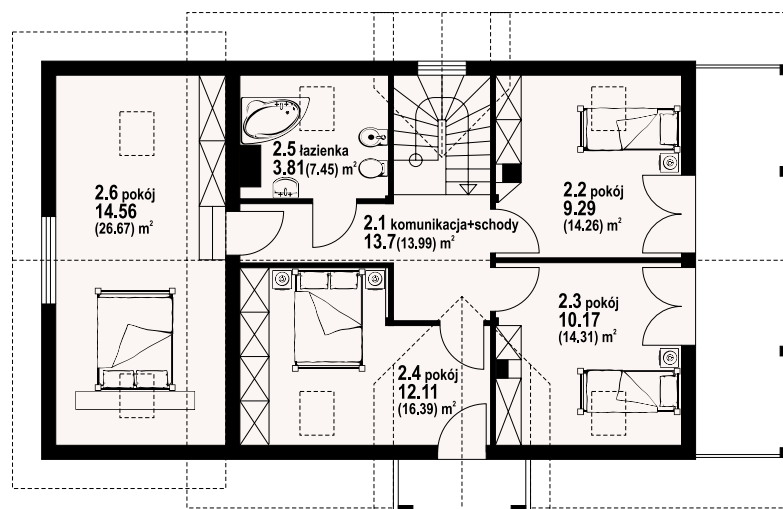 2.6 pokój
14.56
(26.67) m²
2.5 łazienka
3.81(7.45) m²
2.1 komunikacja+schody
13.7(13.99) m²
2.2 pokój
9.29
(14.26) m²
2.3 pokój
10.17
(14.31) m²
2.4 pokój
12.11
(16,39) m²